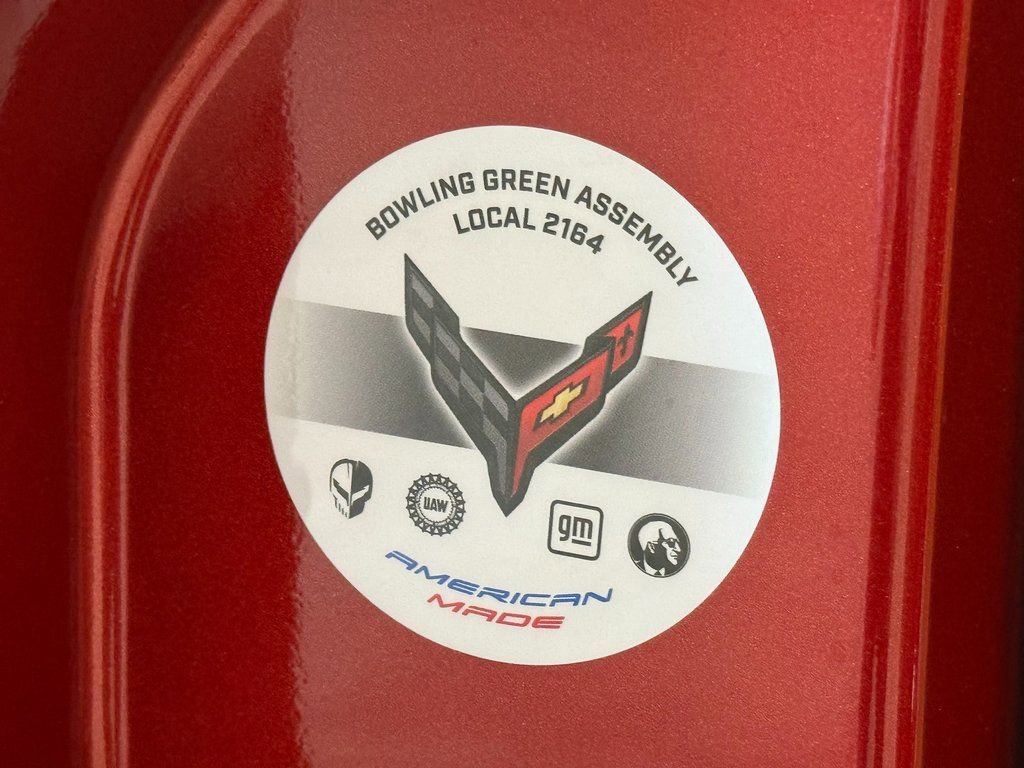 BOWLING GREEN ASSEMBLY
LOCAL 2164
UAW
gm
AMERICAN
MADE